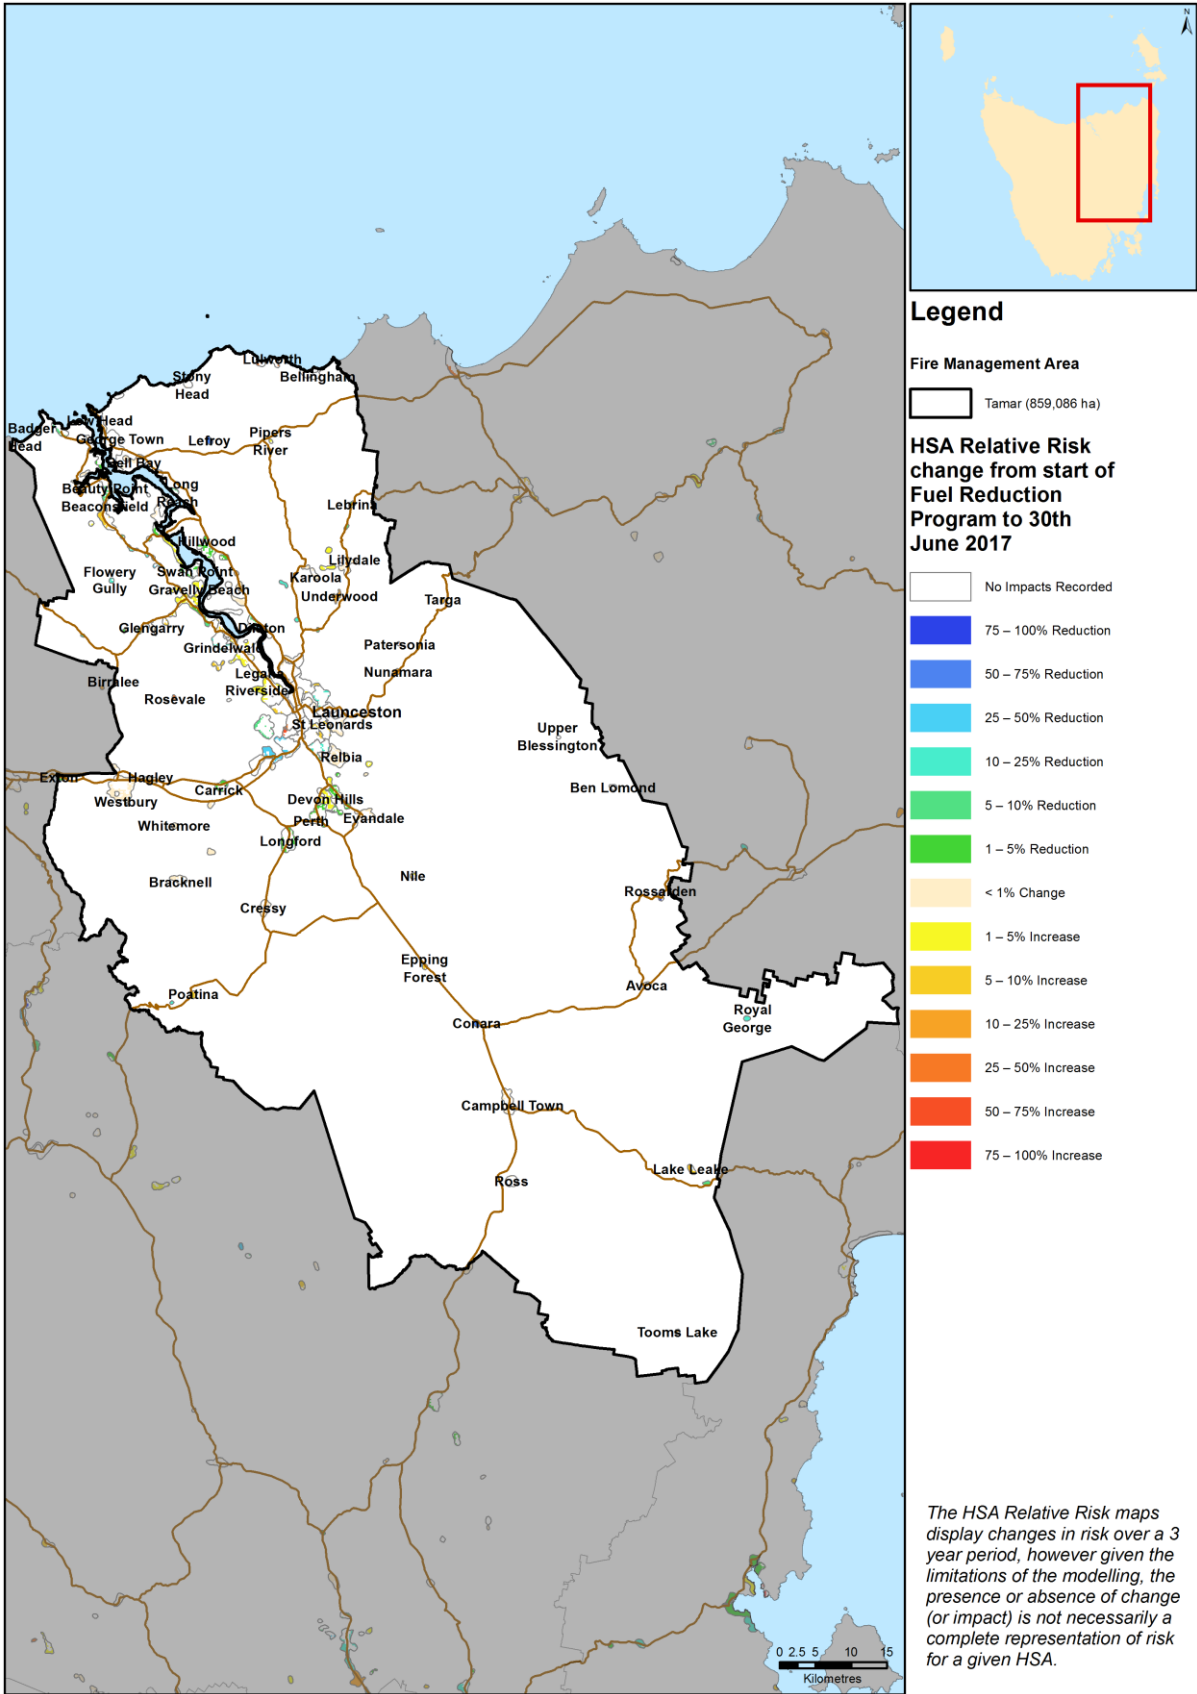 N
Legend
Fire Management Area
Tamar (859,086 ha)
HSA Relative Risk
change from start of
Fuel Reduction
Program to 30th
June 2017
No Impacts Recorded
75 – 100% Reduction
50 – 75% Reduction
25 – 50% Reduction
10 – 25% Reduction
5 – 10% Reduction
1 – 5% Reduction
< 1% Change
1 – 5% Increase
5 – 10% Increase
10 – 25% Increase
25 – 50% Increase
50 – 75% Increase
75 – 100% Increase
The HSA Relative Risk maps
display changes in risk over a 3
year period, however given the
limitations of the modelling, the
presence or absence of change
(or impact) is not necessarily a
complete representation of risk
for a given HSA.
Lulworth
Stony
Head
Bellingham
Low Head
Badger
Head
George Town
Lefroy
Pipers
River
Bell Bay
Beauty Point
Long
Reach
Beaconsfield
Lebrina
Hillwood
Lilydale
Swan Point
Karoola
Flowery
Gully
Gravelly Beach
Underwood
Targa
Glengarry
Dilston
Grindelwald
Patersonia
Legana
Nunamara
Birralee
Riverside
Rosevale
Launceston
St Leonards
Upper
Blessington
Relbia
Exton
Hagley
Carrick
Ben Lomond
Westbury
Devon Hills
Whitemore
Perth
Evandale
Longford
Bracknell
Nile
Rossarden
Cressy
Epping
Forest
Avoca
Poatina
Royal
George
Conara
Campbell Town
Lake Leake
Ross
Tooms Lake
0 2.5 5 10 15
Kilometres